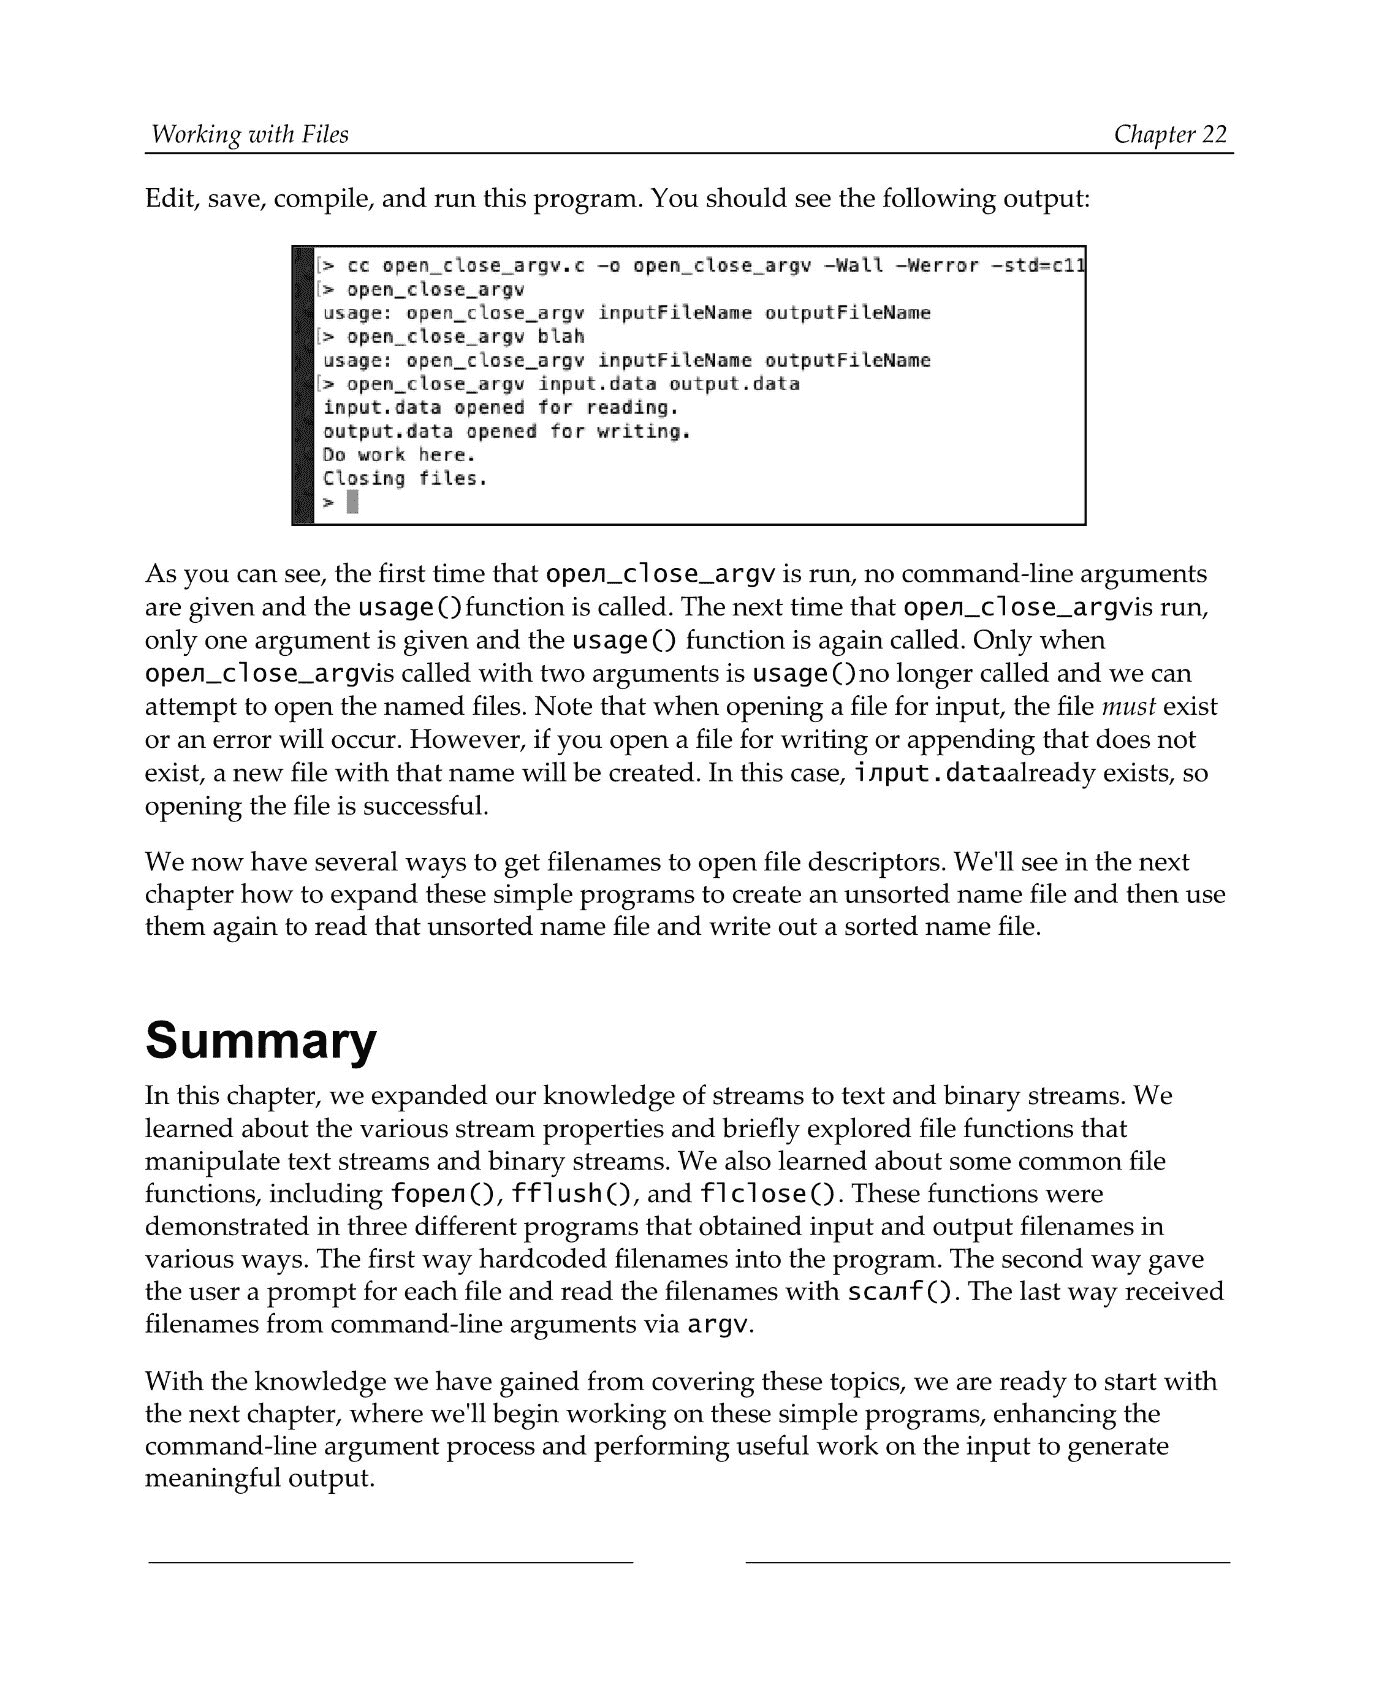 Working with Files Chapter 22
Edit, save, compile, and run this program. You should see the following output:
[> cc open_close_argv.c -o open_close_argv -Wall -Werror -std=c11
[> open_close_argv
usage: open_close_argv inputFileName outputFileName
[> open_close_argv blah
usage: open_close_argv inputFileName outputFileName
[> open_close_argv input.data output.data
input.data opened for reading.
output.data opened for writing.
Do work here.
Closing files.
>
As you can see, the first time that opeл_close_argv is run, no command-line arguments
are given and the usage()function is called. The next time that opeл_close_argvis run,
only one argument is given and the usage() function is again called. Only when
opeл_close_argvis called with two arguments is usage()no longer called and we can
attempt to open the named files. Note that when opening a file for input, the file must exist
or an error will occur. However, if you open a file for writing or appending that does not
exist, a new file with that name will be created. In this case, iлput.dataalready exists, so
opening the file is successful.
We now have several ways to get filenames to open file descriptors. We'll see in the next
chapter how to expand these simple programs to create an unsorted name file and then use
them again to read that unsorted name file and write out a sorted name file.
Summary
In this chapter, we expanded our knowledge of streams to text and binary streams. We
learned about the various stream properties and briefly explored file functions that
manipulate text streams and binary streams. We also learned about some common file
functions, including fopeл(), fflush(), and flclose(). These functions were
demonstrated in three different programs that obtained input and output filenames in
various ways. The first way hardcoded filenames into the program. The second way gave
the user a prompt for each file and read the filenames with scaлf(). The last way received
filenames from command-line arguments via argv.
With the knowledge we have gained from covering these topics, we are ready to start with
the next chapter, where we'll begin working on these simple programs, enhancing the
command-line argument process and performing useful work on the input to generate
meaningful output.